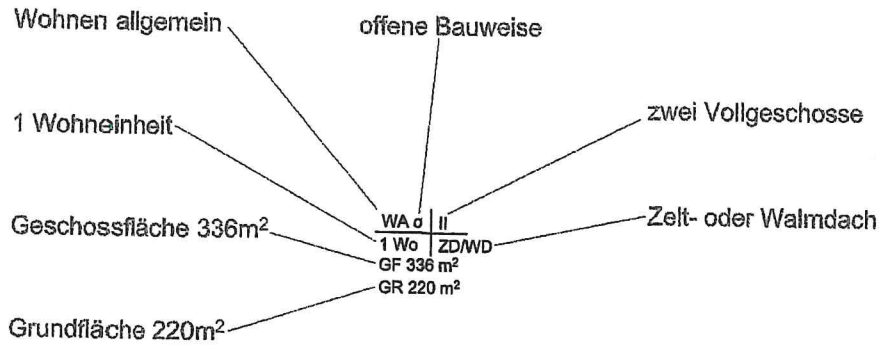 Wohnen allgemein
offene Bauweise
1 Wohneinheit
zwei Vollgeschosse
WA o II
Geschossfläche 336m²
Zelt- oder Walmdach
1 Wo ZD/WD
GF 336 m²
GR 220 m²
Grundfläche 220m²